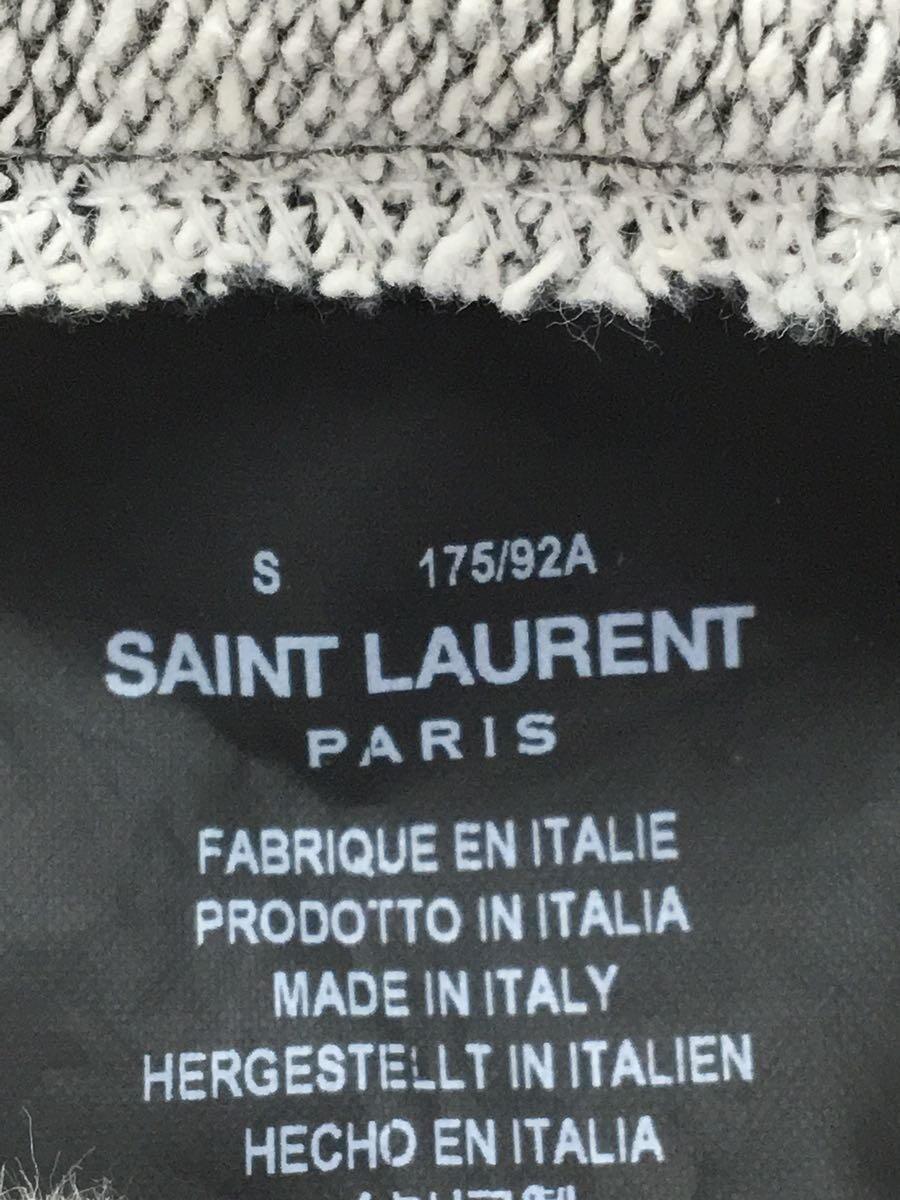 S 175/92A
SAINT LAURENT
PARIS
FABRIQUE EN ITALIE
PRODOTTO IN ITALIA
MADE IN ITALY
HERGESTELLT IN ITALIEN
HECHO EN ITALIA